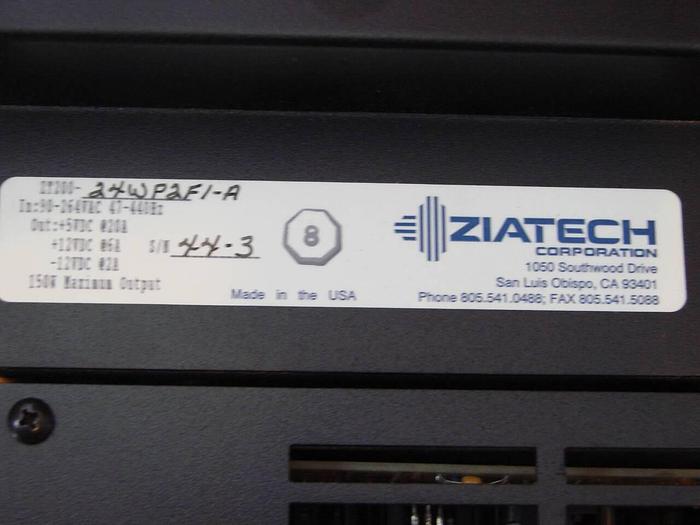 ZT200-24WP2F1-A
In:90-264VAC 47-440Hz
Out:+5VDC @20A
+12VDC @6A
-12VDC @2A
150W Maximum Output
S/N 44-3
8
Made in the USA
ZIATECH
CORPORATION
1050 Southwood Drive
San Luis Obispo, CA 93401
Phone 805.541.0488; FAX 805.541.5088